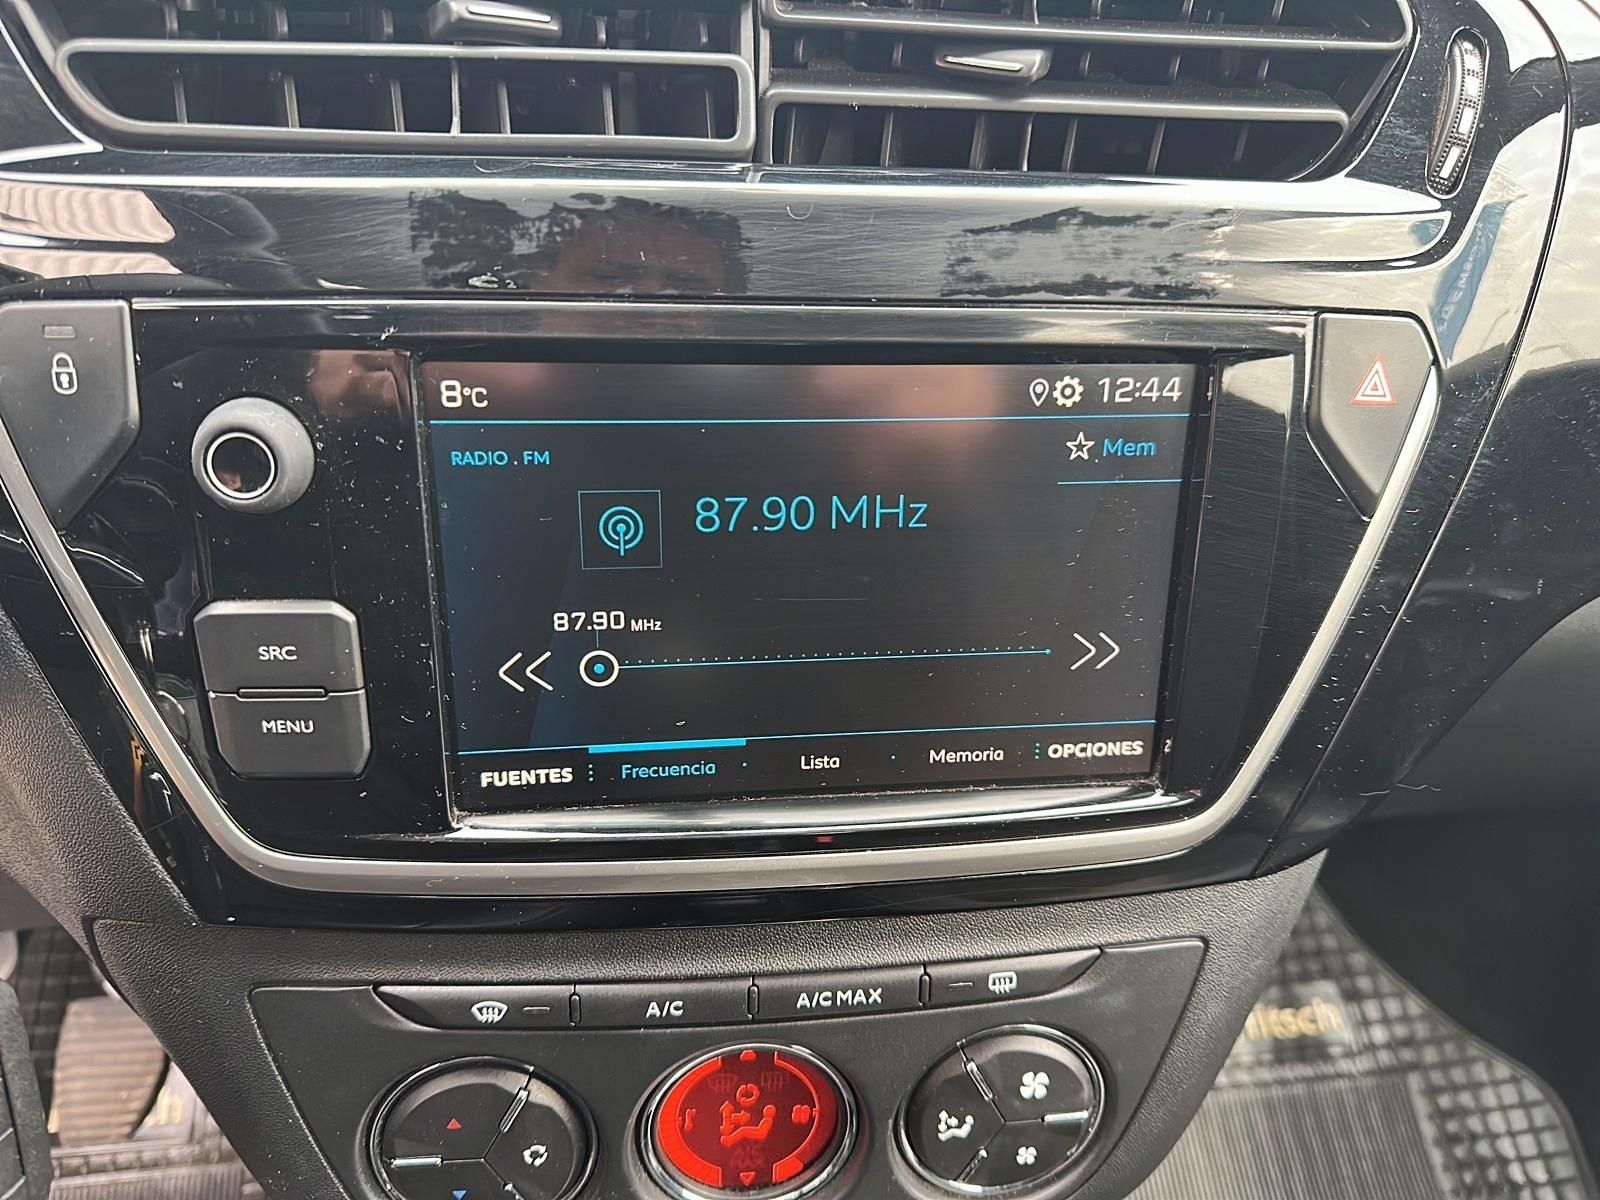 8°C
12:44
RADIO . FM
Mem
87.90 MHz
87.90 MHz
FUENTES
Frecuencia
Lista
Memoria
OPCIONES
SRC
MENU
A/C
A/C MAX